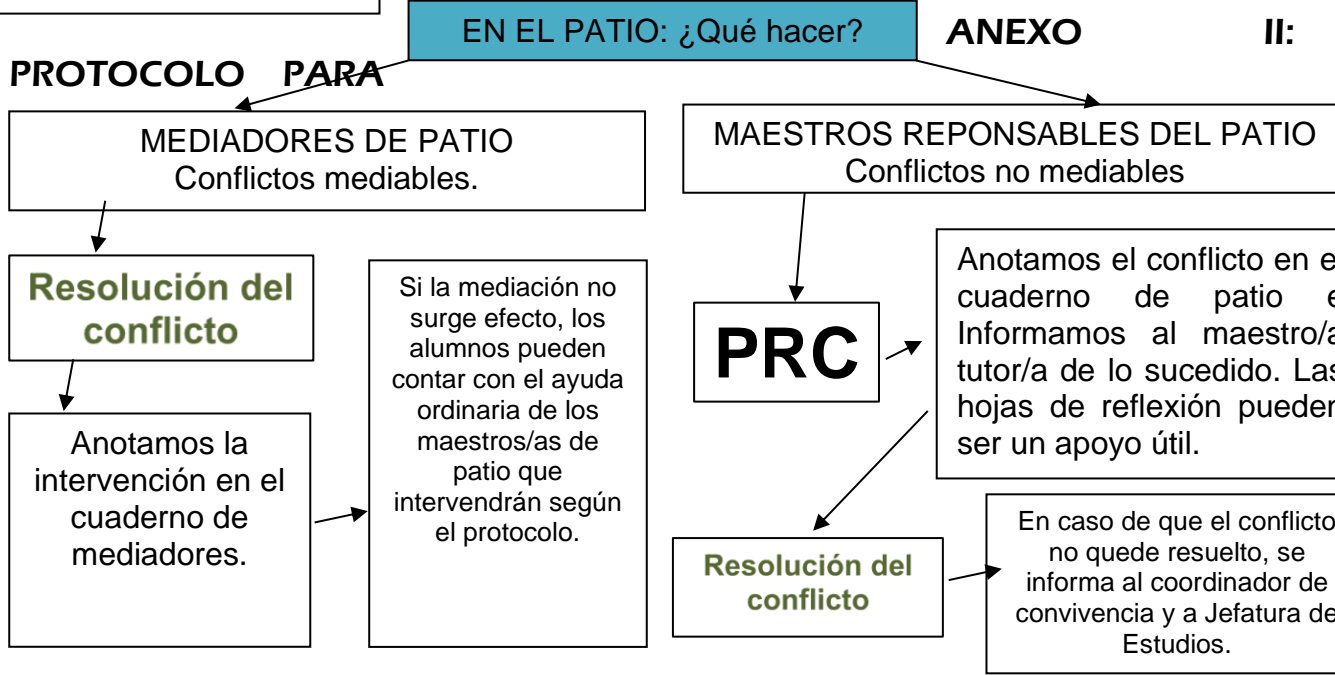 EN EL PATIO: ¿Qué hacer?
ANEXO II:
PROTOCOLO PARA
MEDIADORES DE PATIO
Conflictos mediables.
Resolución del
conflicto
Anotamos la
intervención en el
cuaderno de
mediadores.
Si la mediación no
surge efecto, los
alumnos pueden
contar con el ayuda
ordinaria de los
maestros/as de
patio que
intervendrán según
el protocolo.
MAESTROS REPONSABLES DEL PATIO
Conflictos no mediables
PRC
Anotamos el conflicto en e
cuaderno de patio e
Informamos al maestro/a
tutor/a de lo sucedido. Las
hojas de reflexión pueden
ser un apoyo útil.
Resolución del
conflicto
En caso de que el conflicto
no quede resuelto, se
informa al coordinador de
convivencia y a Jefatura de
Estudios.